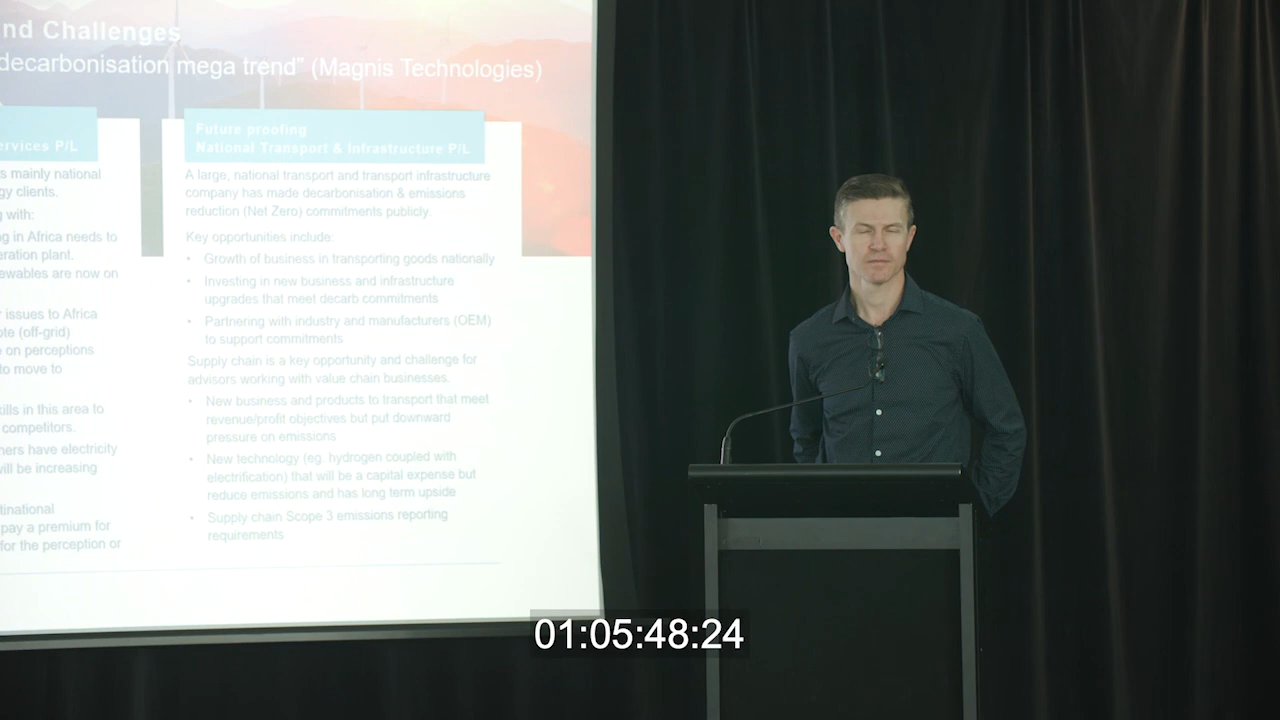 nd Challenges
decarbonisation mega trend” (Magnis Technologies)
ervices P/L
s mainly national
gy clients.
g with:
ng in Africa needs to
eration plant.
ewables are now on
r issues to Africa
ote (off-grid)
e on perceptions
to move to
kills in this area to
competitors.
ners have electricity
will be increasing
tinational
pay a premium for
for the perception or
Future proofing
National Transport & Infrastructure P/L
A large, national transport and transport infrastructure
company has made decarbonisation & emissions
reduction (Net Zero) commitments publicly.
Key opportunities include:
• Growth of business in transporting goods nationally
• Investing in new business and infrastructure
upgrades that meet decarb commitments
• Partnering with industry and manufacturers (OEM)
to support commitments
Supply chain is a key opportunity and challenge for
advisors working with value chain businesses.
• New business and products to transport that meet
revenue/profit objectives but put downward
pressure on emissions
• New technology (eg. hydrogen coupled with
electrification) that will be a capital expense but
reduce emissions and has long term upside
• Supply chain Scope 3 emissions reporting
requirements
01:05:48:24